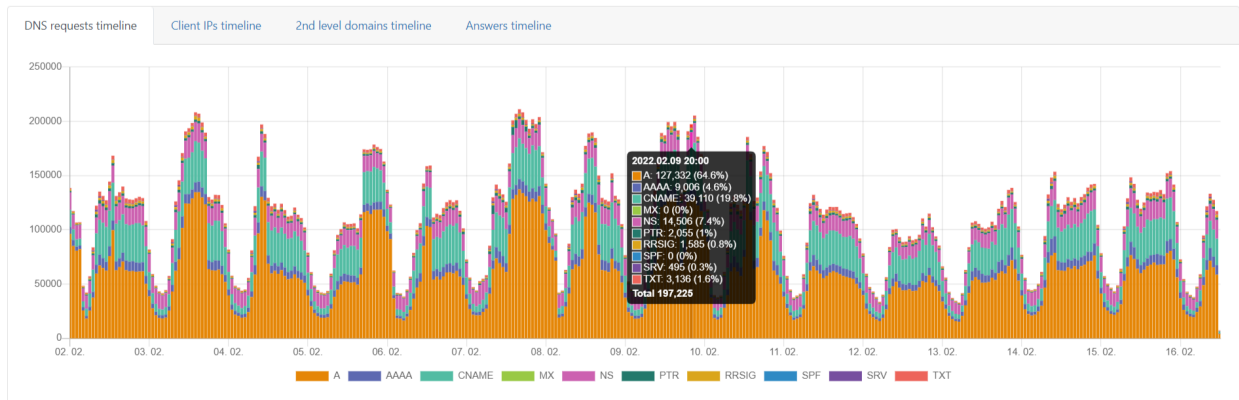 DNS requests timeline Client IPs timeline 2nd level domains timeline Answers timeline
250000
200000
150000
100000
50000
0
2022.02.09 20:00
A: 127,332 (64.6%)
AAAA: 9,006 (4.6%)
CNAME: 39,110 (19.8%)
MX: 0 (0%)
NS: 14,506 (7.4%)
PTR: 2,055 (1%)
RRSIG: 1,585 (0.8%)
SPF: 0 (0%)
SRV: 495 (0.3%)
TXT: 3,136 (1.6%)
Total 197,225
02. 02. 03. 02. 04. 02. 05. 02. 06. 02. 07. 02. 08. 02. 09. 02. 10. 02. 11. 02. 12. 02. 13. 02. 14. 02. 15. 02. 16. 02.
A AAAA CNAME MX NS PTR RRSIG SPF SRV TXT